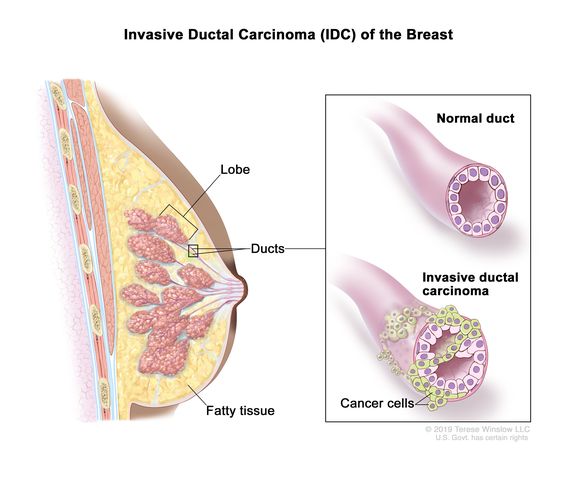 Invasive Ductal Carcinoma (IDC) of the Breast
Lobe
Ducts
Fatty tissue
Normal duct
Invasive ductal
carcinoma
Cancer cells
© 2019 Terese Winslow LLC
U.S. Govt. has certain rights